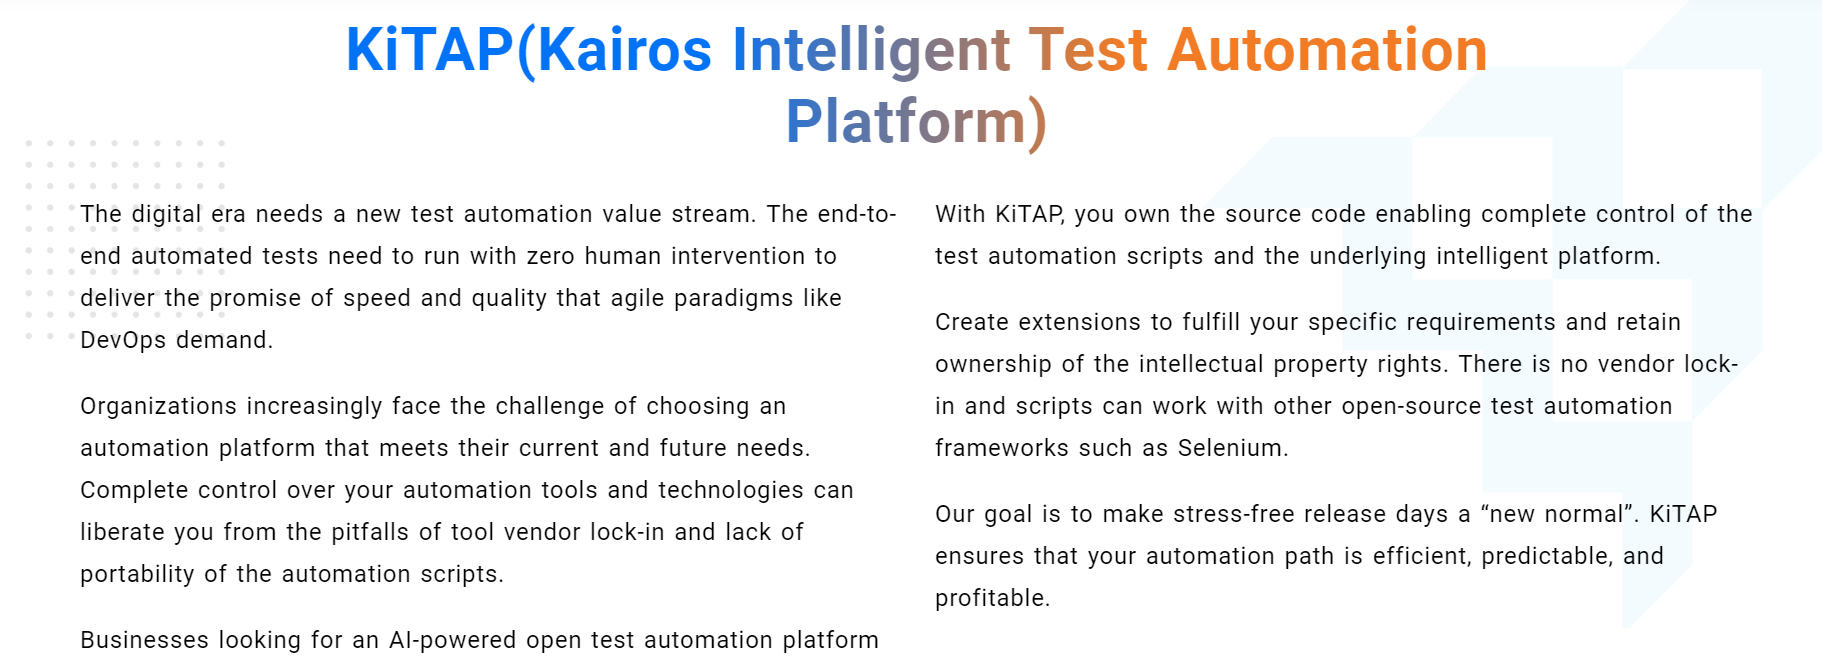 KiTAP(Kairos Intelligent Test Automation
Platform)
The digital era needs a new test automation value stream. The end-to-
end automated tests need to run with zero human intervention to
deliver the promise of speed and quality that agile paradigms like
DevOps demand.
Organizations increasingly face the challenge of choosing an
automation platform that meets their current and future needs.
Complete control over your automation tools and technologies can
liberate you from the pitfalls of tool vendor lock-in and lack of
portability of the automation scripts.
Businesses looking for an AI-powered open test automation platform
With KiTAP, you own the source code enabling complete control of the
test automation scripts and the underlying intelligent platform.
Create extensions to fulfill your specific requirements and retain
ownership of the intellectual property rights. There is no vendor lock-
in and scripts can work with other open-source test automation
frameworks such as Selenium.
Our goal is to make stress-free release days a “new normal”. KiTAP
ensures that your automation path is efficient, predictable, and
profitable.